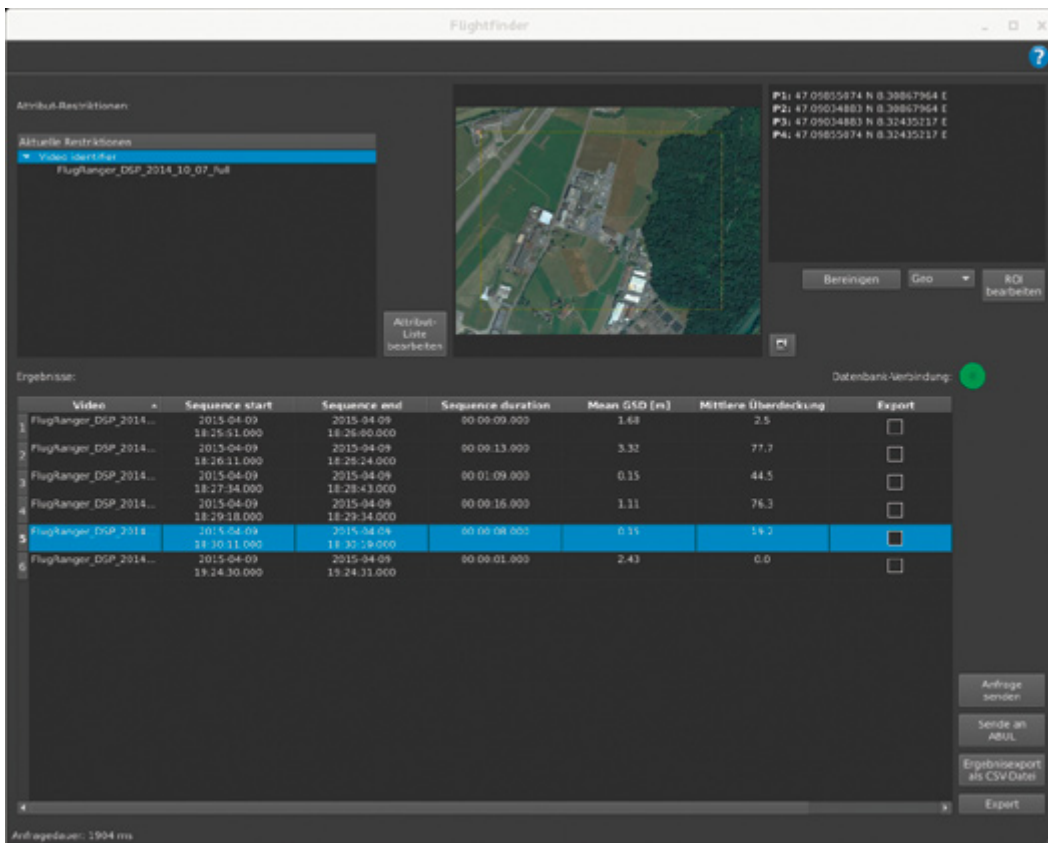 Flightfinder
?
Attribut-Restriktionen:
Aktuelle Restriktionen
Video identifier
FlugRanger_DSP_2014_10_07_full
Attribut-
Liste
bearbeiten
P1: 47.09855074 N 8.30867964 E
P2: 47.09034883 N 8.30867964 E
P3: 47.09034883 N 8.32435217 E
P4: 47.09855074 N 8.32435217 E
Bereinigen
Geo
ROI
bearbeiten
Ergebnisse:
Datenbank-Verbindung:
Video Sequence start Sequence end Sequence duration Mean GSD [m] Mittlere Überdeckung Export
1 FlugRanger_DSP_2014... 2015-04-09 2015-04-09 00:00:09.000 1.68 2.5
18:25:51.000 18:26:00.000
2 FlugRanger_DSP_2014... 2015-04-09 2015-04-09 00:00:13.000 3.32 77.7
18:26:11.000 18:26:24.000
3 FlugRanger_DSP_2014... 2015-04-09 2015-04-09 00:01:09.000 0.15 44.5
18:27:34.000 18:28:43.000
4 FlugRanger_DSP_2014... 2015-04-09 2015-04-09 00:00:16.000 1.11 76.3
18:29:18.000 18:29:34.000
5 FlugRanger_DSP_2014... 2015-04-09 2015-04-09 00:00:08.000 0.15 19.2
18:30:11.000 18:30:19.000
6 FlugRanger_DSP_2014... 2015-04-09 2015-04-09 00:00:01.000 2.43 0.0
19:24:30.000 19:24:31.000
Anfrage
senden
Sende an
ABUL
Ergebnisexport
als CSV-Datei
Export
Anfragedauer: 1904 ms